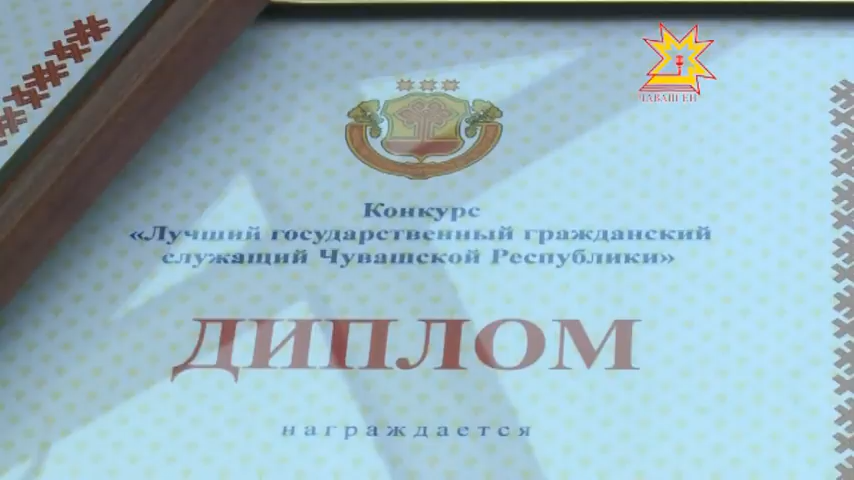 Конкурс
«Лучший государственный гражданский
служащий Чувашской Республики»
ДИПЛОМ
награждается